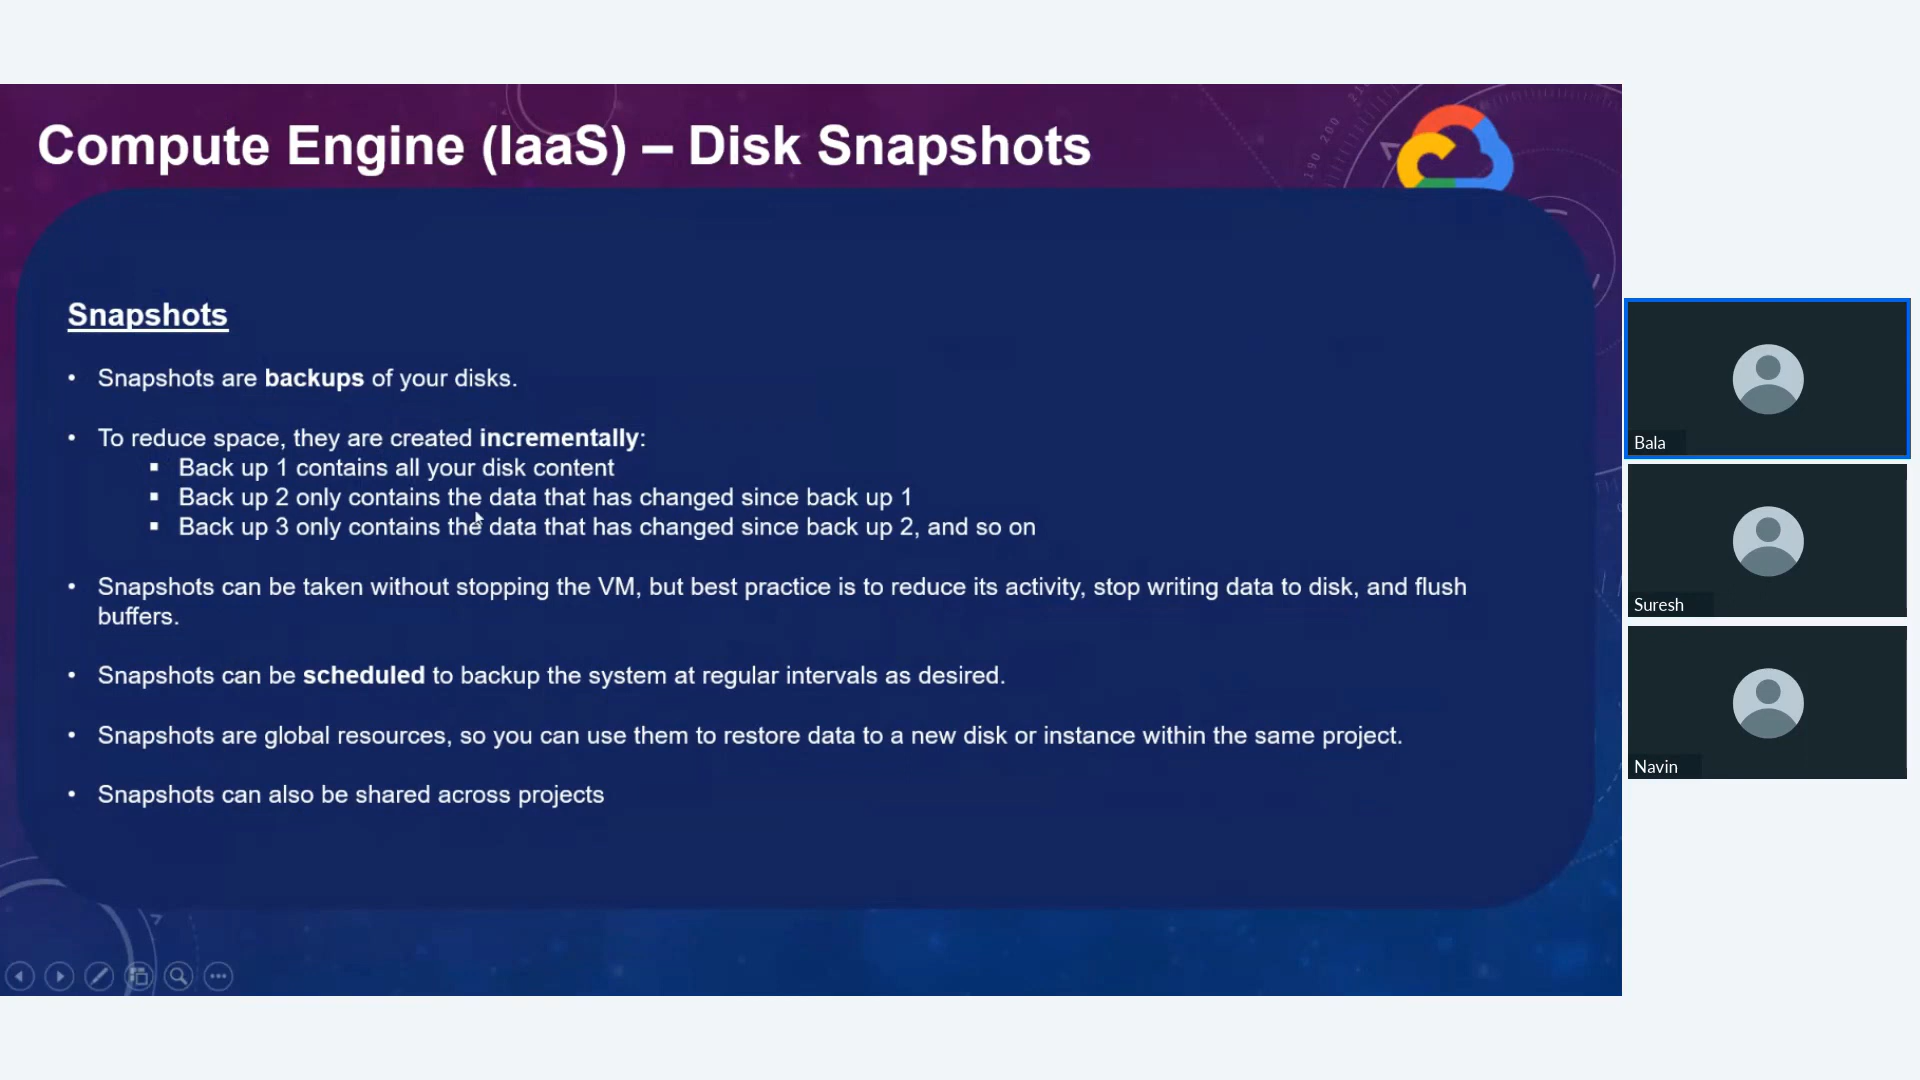 Compute Engine (IaaS) – Disk Snapshots
190 200 210
Snapshots
• Snapshots are backups of your disks.
• To reduce space, they are created incrementally:
▪ Back up 1 contains all your disk content
▪ Back up 2 only contains the data that has changed since back up 1
▪ Back up 3 only contains the data that has changed since back up 2, and so on
• Snapshots can be taken without stopping the VM, but best practice is to reduce its activity, stop writing data to disk, and flush
buffers.
• Snapshots can be scheduled to backup the system at regular intervals as desired.
• Snapshots are global resources, so you can use them to restore data to a new disk or instance within the same project.
• Snapshots can also be shared across projects
Bala
Suresh
Navin